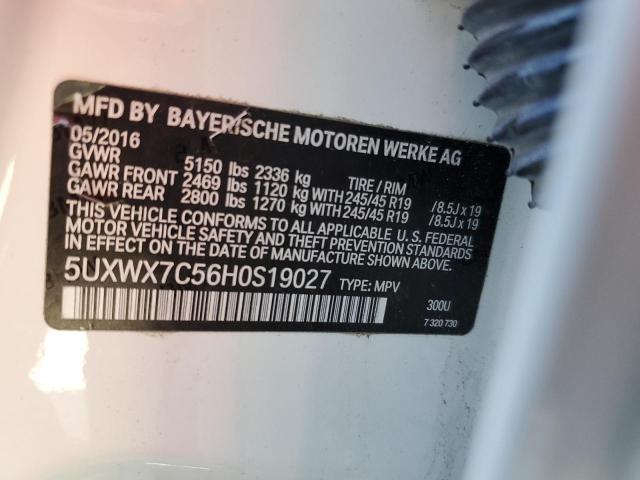 MFD BY BAYERISCHE MOTOREN WERKE AG
05/2016
GVWR 5150 lbs 2336 kg TIRE / RIM
GAWR FRONT 2469 lbs 1120 kg WITH 245/45 R19 /8.5J x 19
GAWR REAR 2800 lbs 1270 kg WITH 245/45 R19 /8.5J x 19
THIS VEHICLE CONFORMS TO ALL APPLICABLE U.S. FEDERAL
MOTOR VEHICLE SAFETY AND THEFT PREVENTION STANDARDS
IN EFFECT ON THE DATE OF MANUFACTURE SHOWN ABOVE.
5UXWX7C56H0S19027 TYPE: MPV
300U
7 320 730